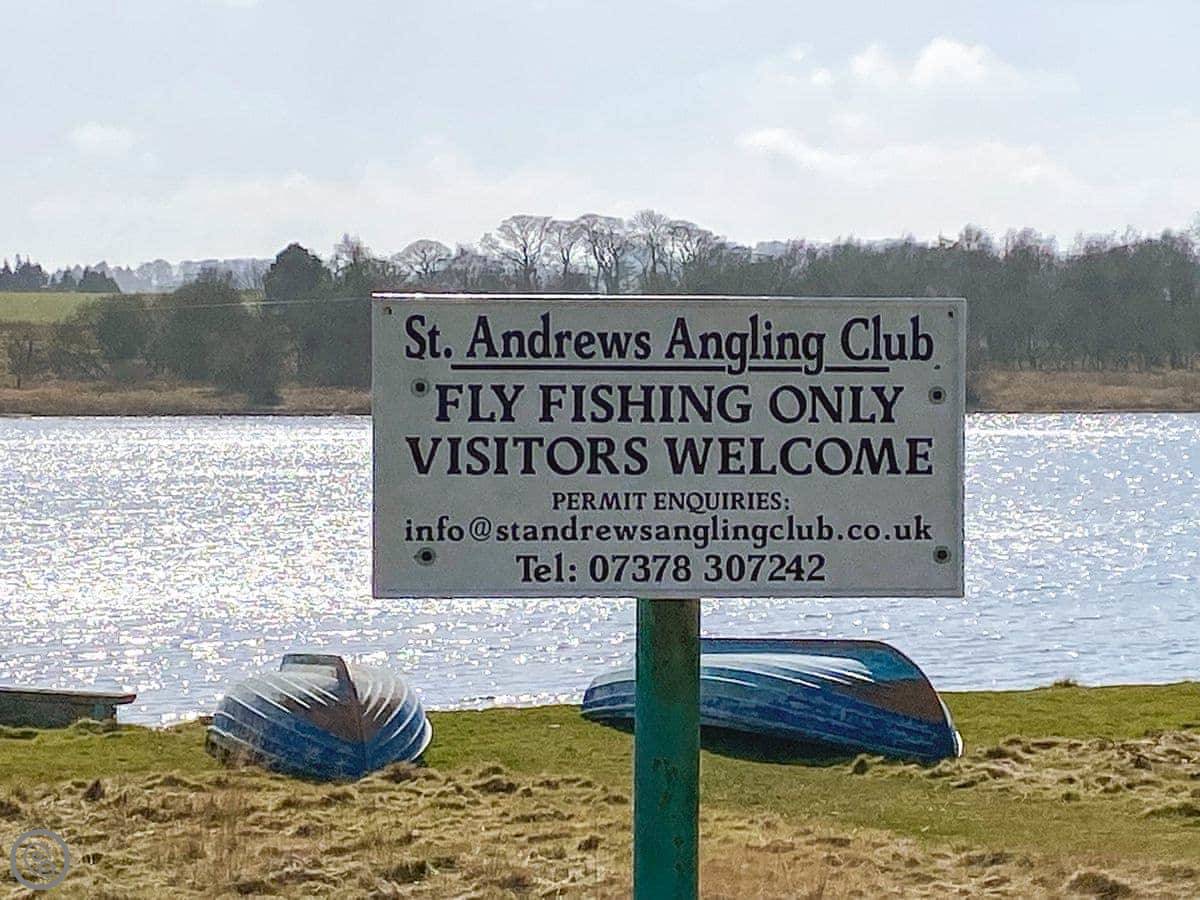 St. Andrews Angling Club
FLY FISHING ONLY
VISITORS WELCOME
PERMIT ENQUIRIES:
info@standrewsanglingclub.co.uk
Tel: 07378 307242